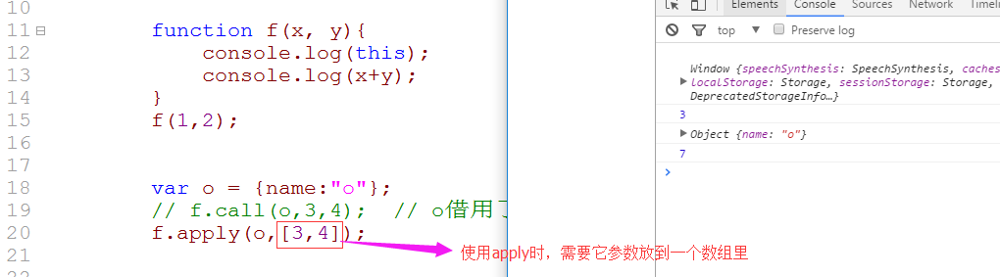 10
11 function f(x, y){
12 console.log(this);
13 console.log(x+y);
14 }
15 f(1,2);
16
17
18 var o = {name:"o"};
19 // f.call(o,3,4); // o借用了
20 f.apply(o,[3,4]);
21
使用apply时，需要它参数放到一个数组里
Elements Console Sources Network Timeli
top Preserve log
Window {speechSynthesis: SpeechSynthesis, caches
localStorage: Storage, sessionStorage: Storage,
DeprecatedStorageInfo…}
3
Object {name: "o"}
7